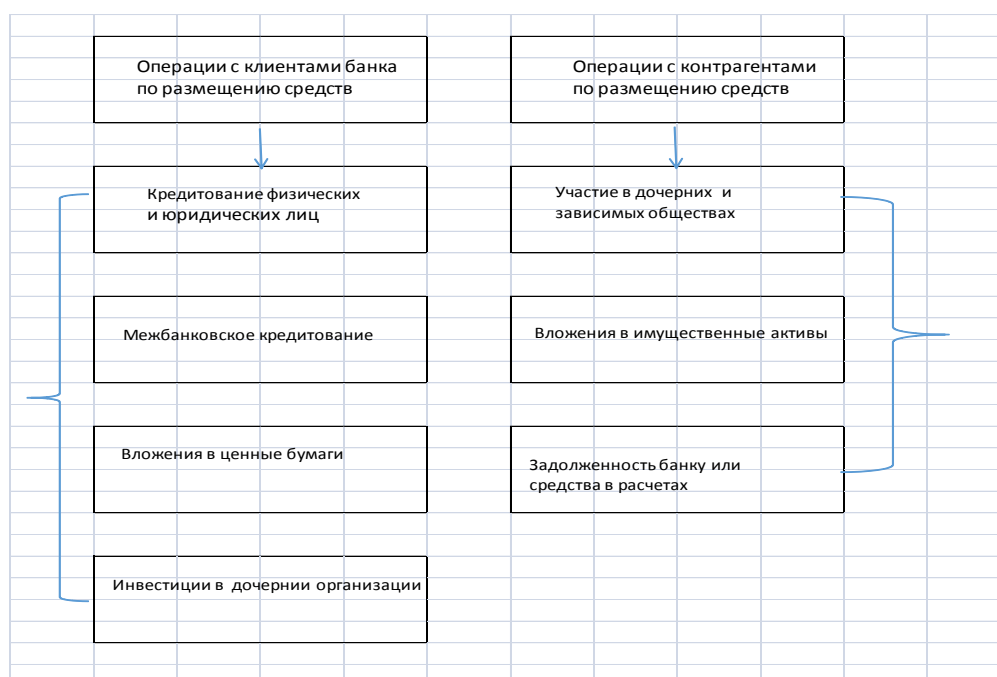 Операции с клиентами банка
по размещению средств
Операции с контрагентами
по размещению средств
Кредитование физических
и юридических лиц
Участие в дочерних и
зависимых обществах
Межбанковское кредитование
Вложения в имущественные активы
Вложения в ценные бумаги
Задолженность банку или
средства в расчетах
Инвестиции в дочернии организации